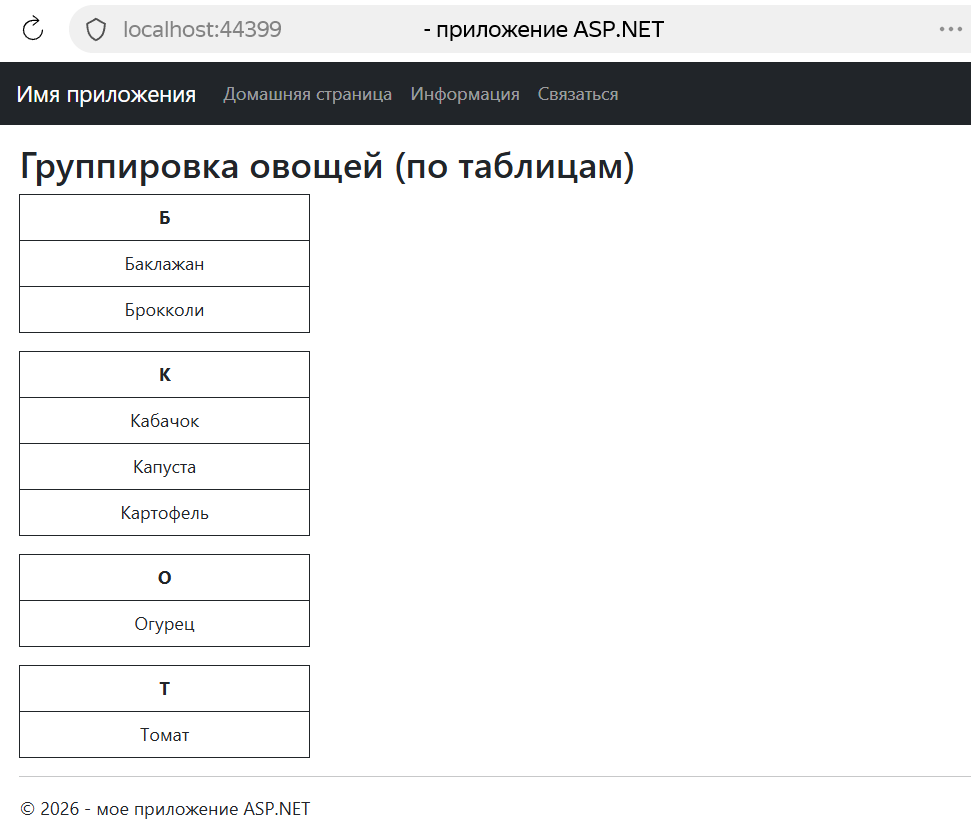 localhost:44399 - приложение ASP.NET
Имя приложения Домашняя страница Информация Связаться
Группировка овощей (по таблицам)
Б
Баклажан
Брокколи
К
Кабачок
Капуста
Картофель
О
Огурец
Т
Томат
© 2026 - мое приложение ASP.NET